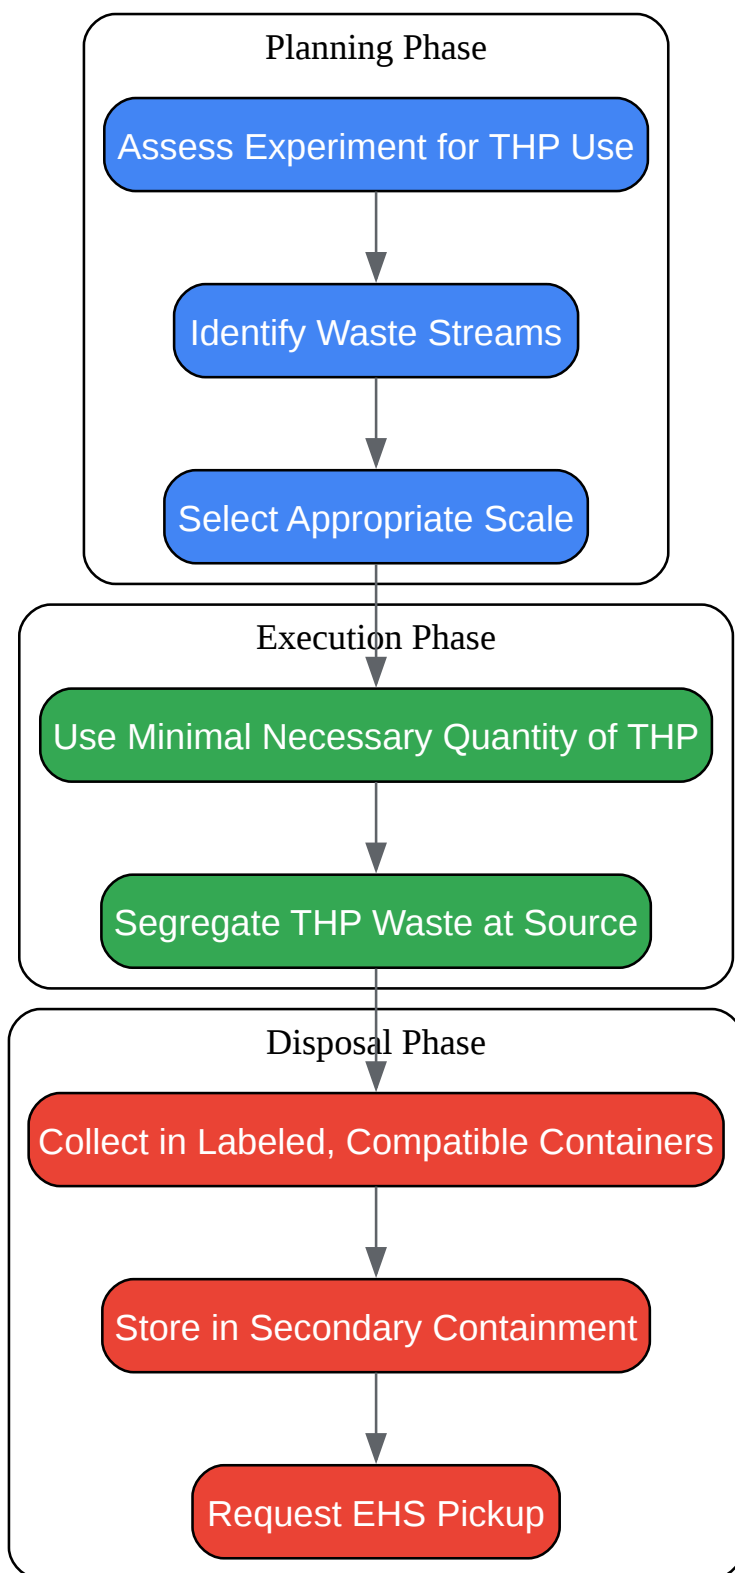 Planning Phase
Assess Experiment for THP Use
Identify Waste Streams
Select Appropriate Scale
Execution Phase
Use Minimal Necessary Quantity of THP
Segregate THP Waste at Source
Disposal Phase
Collect in Labeled, Compatible Containers
Store in Secondary Containment
Request EHS Pickup